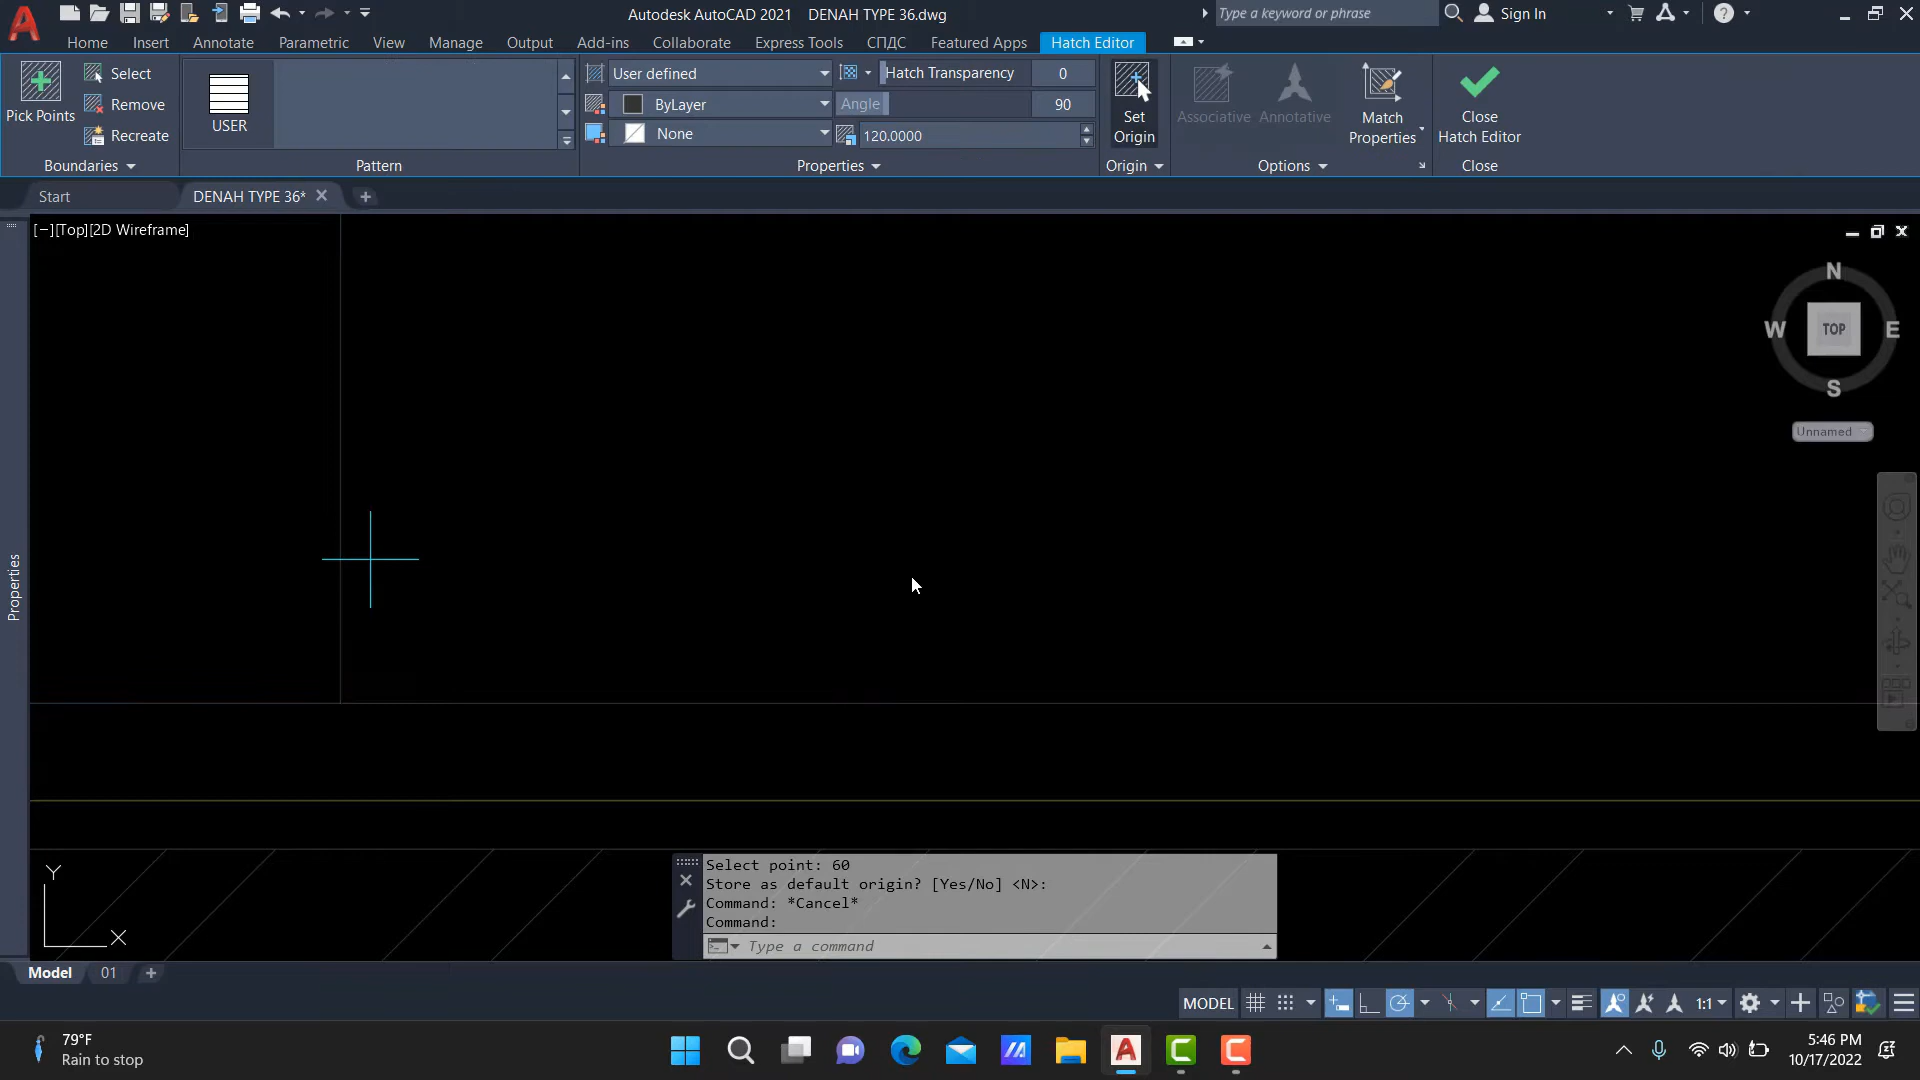 Autodesk AutoCAD 2021 DENAH TYPE 36.dwg
Type a keyword or phrase
Sign In
Home Insert Annotate Parametric View Manage Output Add-ins Collaborate Express Tools СПДС Featured Apps Hatch Editor
Pick Points
Select
Remove
Recreate
Boundaries
USER
Pattern
User defined
ByLayer
None
Hatch Transparency 0
Angle 90
120.0000
Properties
Set
Origin
Origin
Associative
Annotative
Match
Properties
Options
Close
Hatch Editor
Close
Start
DENAH TYPE 36*
[−][Top][2D Wireframe]
N
W TOP E
S
Unnamed
Properties
Y
X
Select point: 60
Store as default origin? [Yes/No] <N>:
Command: *Cancel*
Command:
Type a command
Model 01
MODEL
1:1
79°F
Rain to stop
5:46 PM
10/17/2022